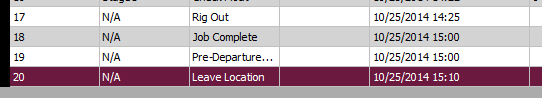 17 N/A Rig Out 10/25/2014 14:25
18 N/A Job Complete 10/25/2014 15:00
19 N/A Pre-Departure... 10/25/2014 15:00
20 N/A Leave Location 10/25/2014 15:10